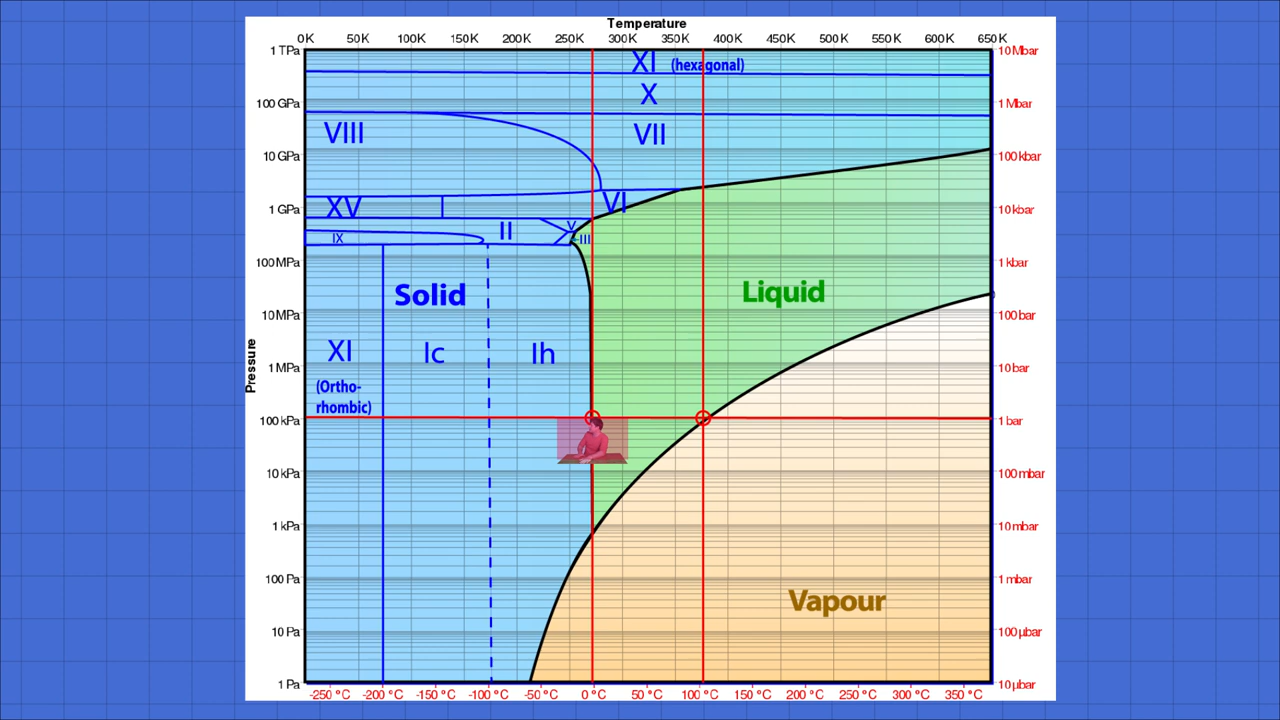 Temperature
0K 50K 100K 150K 200K 250K 300K 350K 400K 450K 500K 550K 600K 650K
1 TPa 10 Mbar
XI (hexagonal)
X
100 GPa 1 Mbar
VIII VII
10 GPa 100 kbar
XV VI
1 GPa 10 kbar
II V
IX III
100 MPa 1 kbar
Solid Liquid
10 MPa 100 bar
XI Ic Ih
1 MPa 10 bar
Pressure
(Ortho-
rhombic)
100 kPa 1 bar
10 kPa 100 mbar
1 kPa 10 mbar
100 Pa 1 mbar
Vapour
10 Pa 100 µbar
1 Pa 10 µbar
-250 °C -200 °C -150 °C -100 °C -50 °C 0 °C 50 °C 100 °C 150 °C 200 °C 250 °C 300 °C 350 °C